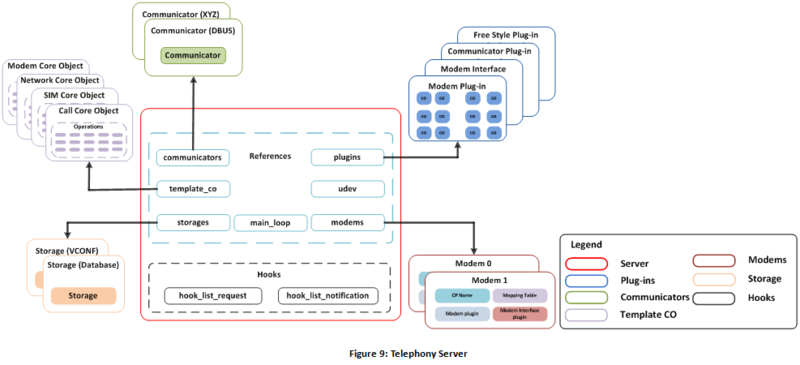 Communicator (XYZ)
Communicator (DBUS)
Communicator
Free Style Plug-in
Communicator Plug-in
Modem Interface
Modem Plug-in
CO CO CO CO
CO CO CO CO
CO CO CO CO
Modem Core Object
Network Core Object
SIM Core Object
Call Core Object
Operations
communicators
References
plugins
template_co
udev
storages
main_loop
modems
Hooks
hook_list_request
hook_list_notification
Storage (VCONF)
Storage (Database)
Storage
Modem 0
Modem 1
CP Name
Mapping Table
Modem plugin
Modem Interface
plugin
Legend
Server
Plug-ins
Communicators
Template CO
Modems
Storage
Hooks
Figure 9: Telephony Server